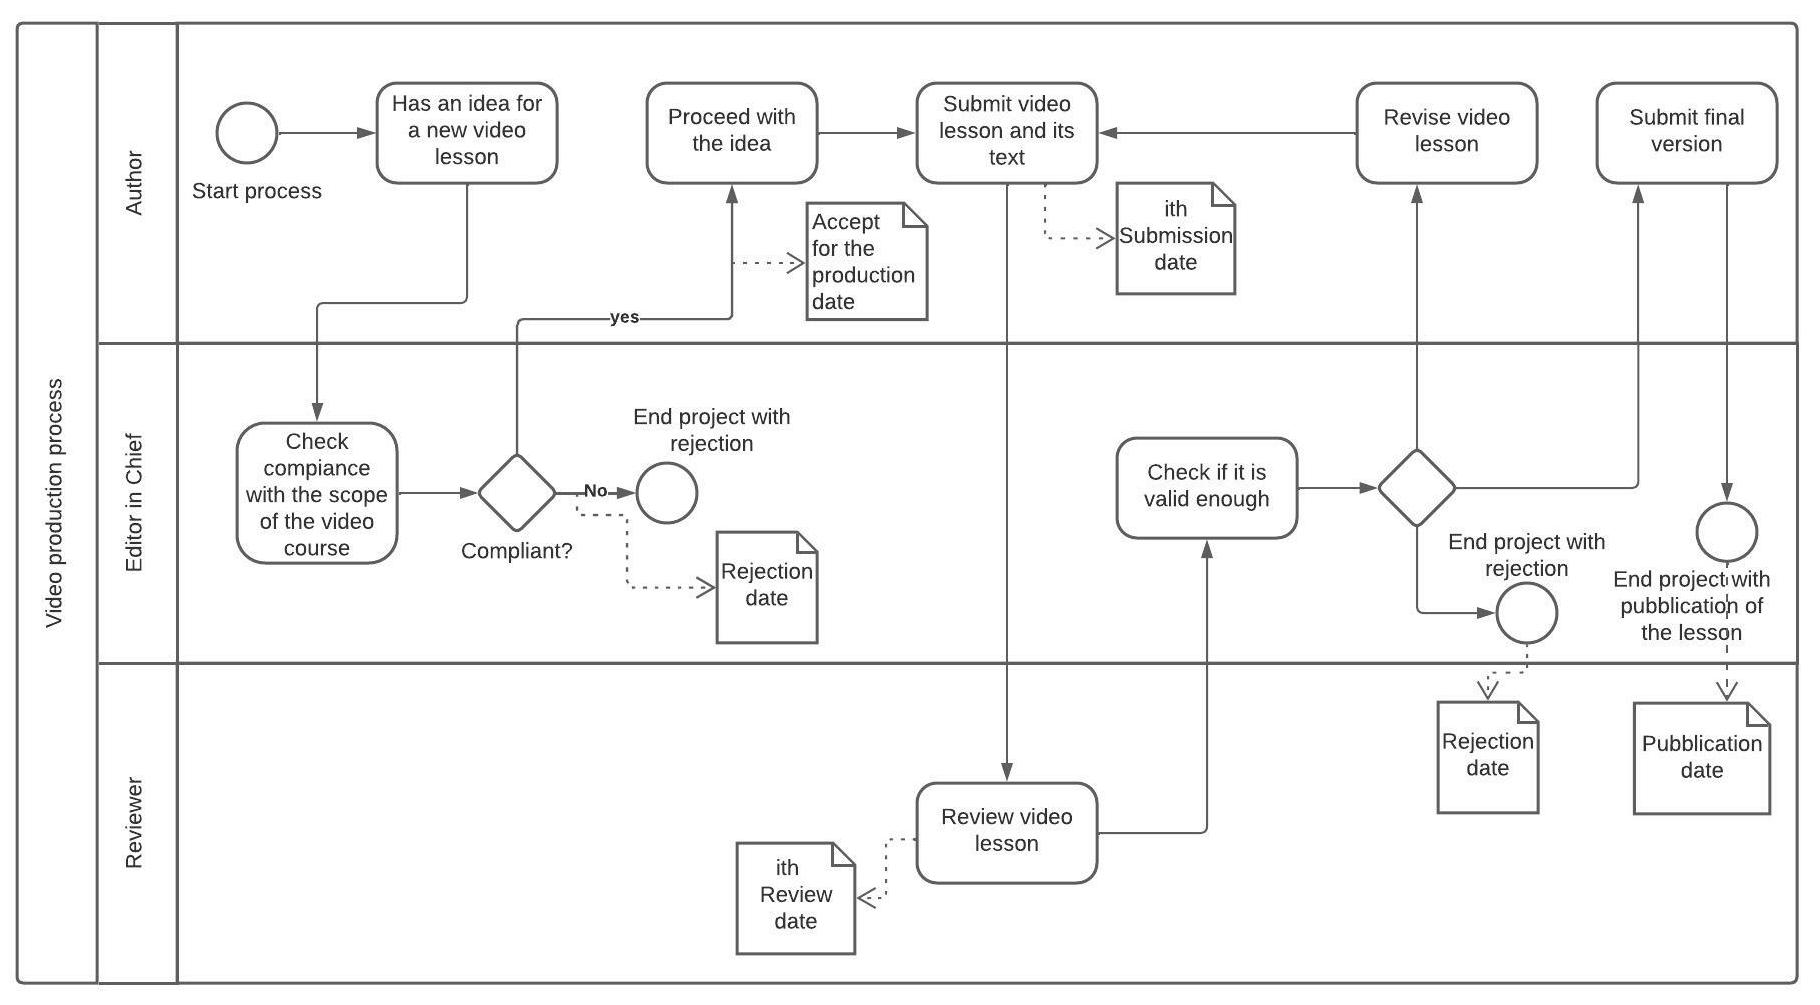 Video production process
Author
Start process
Has an idea for
a new video
lesson
Proceed with
the idea
Submit video
lesson and its
text
Revise video
lesson
Submit final
version
Accept
for the
production
date
ith
Submission
date
yes
Editor in Chief
Check
compiance
with the scope
of the video
course
Compliant?
No
End project with
rejection
Rejection
date
Check if it is
valid enough
End project with
rejection
End project with
pubblication of
the lesson
Reviewer
Review video
lesson
ith
Review
date
Rejection
date
Pubblication
date